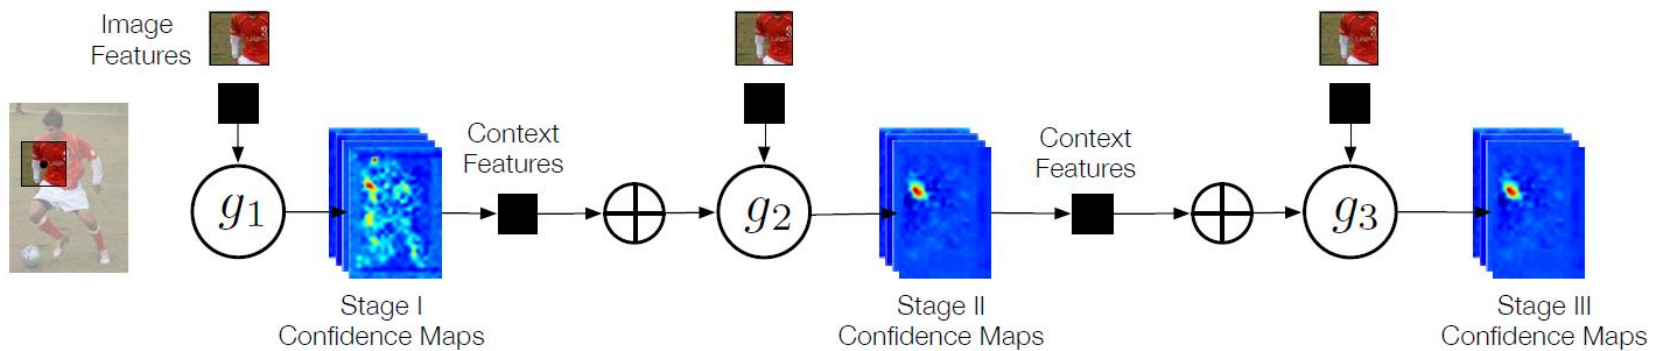 Image
Features
g1
Context
Features
g2
Context
Features
g3
Stage I
Confidence Maps
Stage II
Confidence Maps
Stage III
Confidence Maps